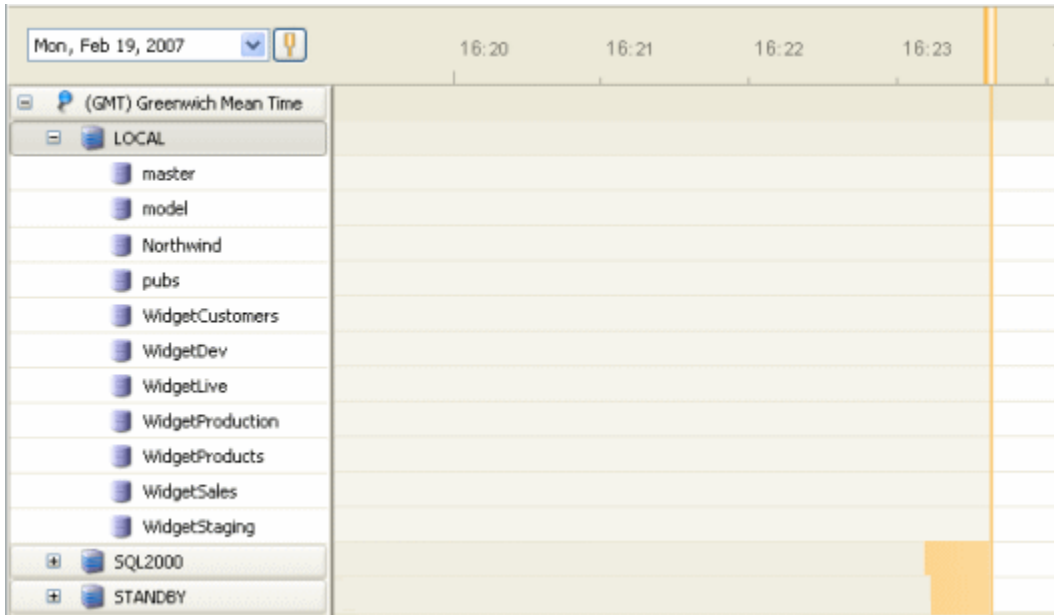 Mon, Feb 19, 2007 16:20 16:21 16:22 16:23
(GMT) Greenwich Mean Time
LOCAL
master
model
Northwind
pubs
WidgetCustomers
WidgetDev
WidgetLive
WidgetProduction
WidgetProducts
WidgetSales
WidgetStaging
SQL2000
STANDBY